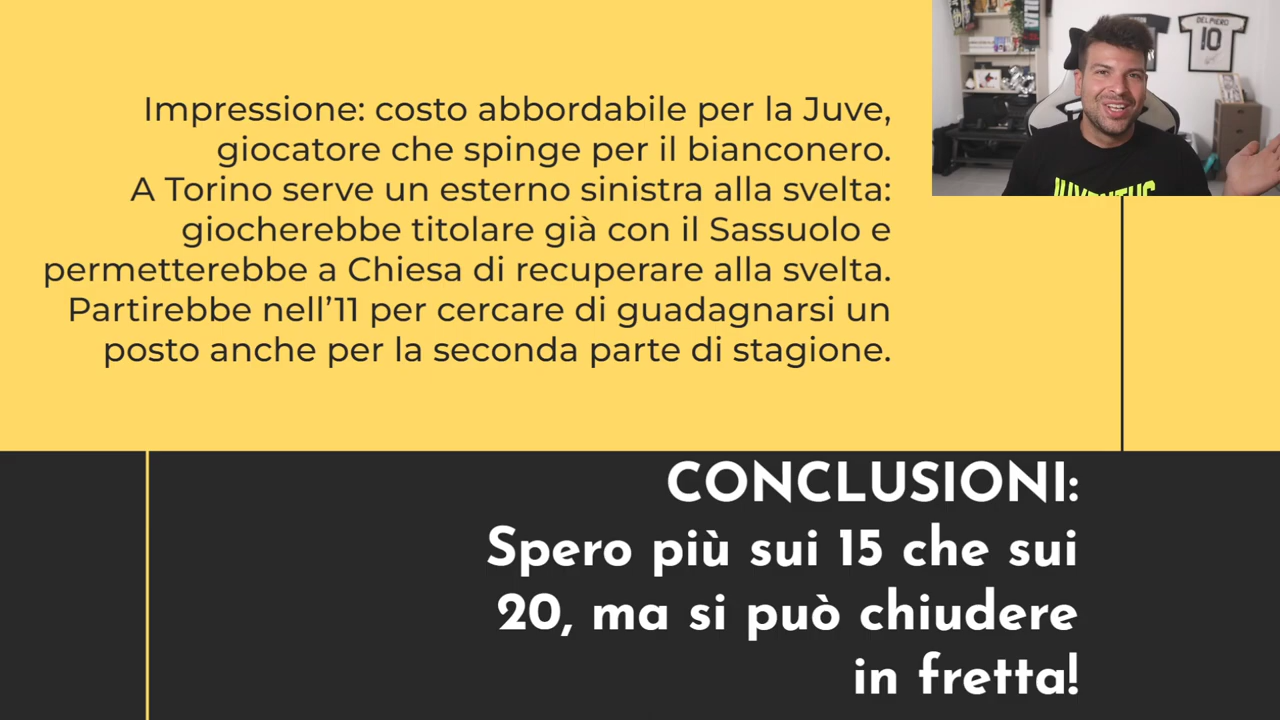 Impressione: costo abbordabile per la Juve,
giocatore che spinge per il bianconero.
A Torino serve un esterno sinistra alla svelta:
giocherebbe titolare già con il Sassuolo e
permetterebbe a Chiesa di recuperare alla svelta.
Partirebbe nell'11 per cercare di guadagnarsi un
posto anche per la seconda parte di stagione.
DEL PIERO
10
JUVENTUS
CONCLUSIONI:
Spero più sui 15 che sui
20, ma si può chiudere
in fretta!